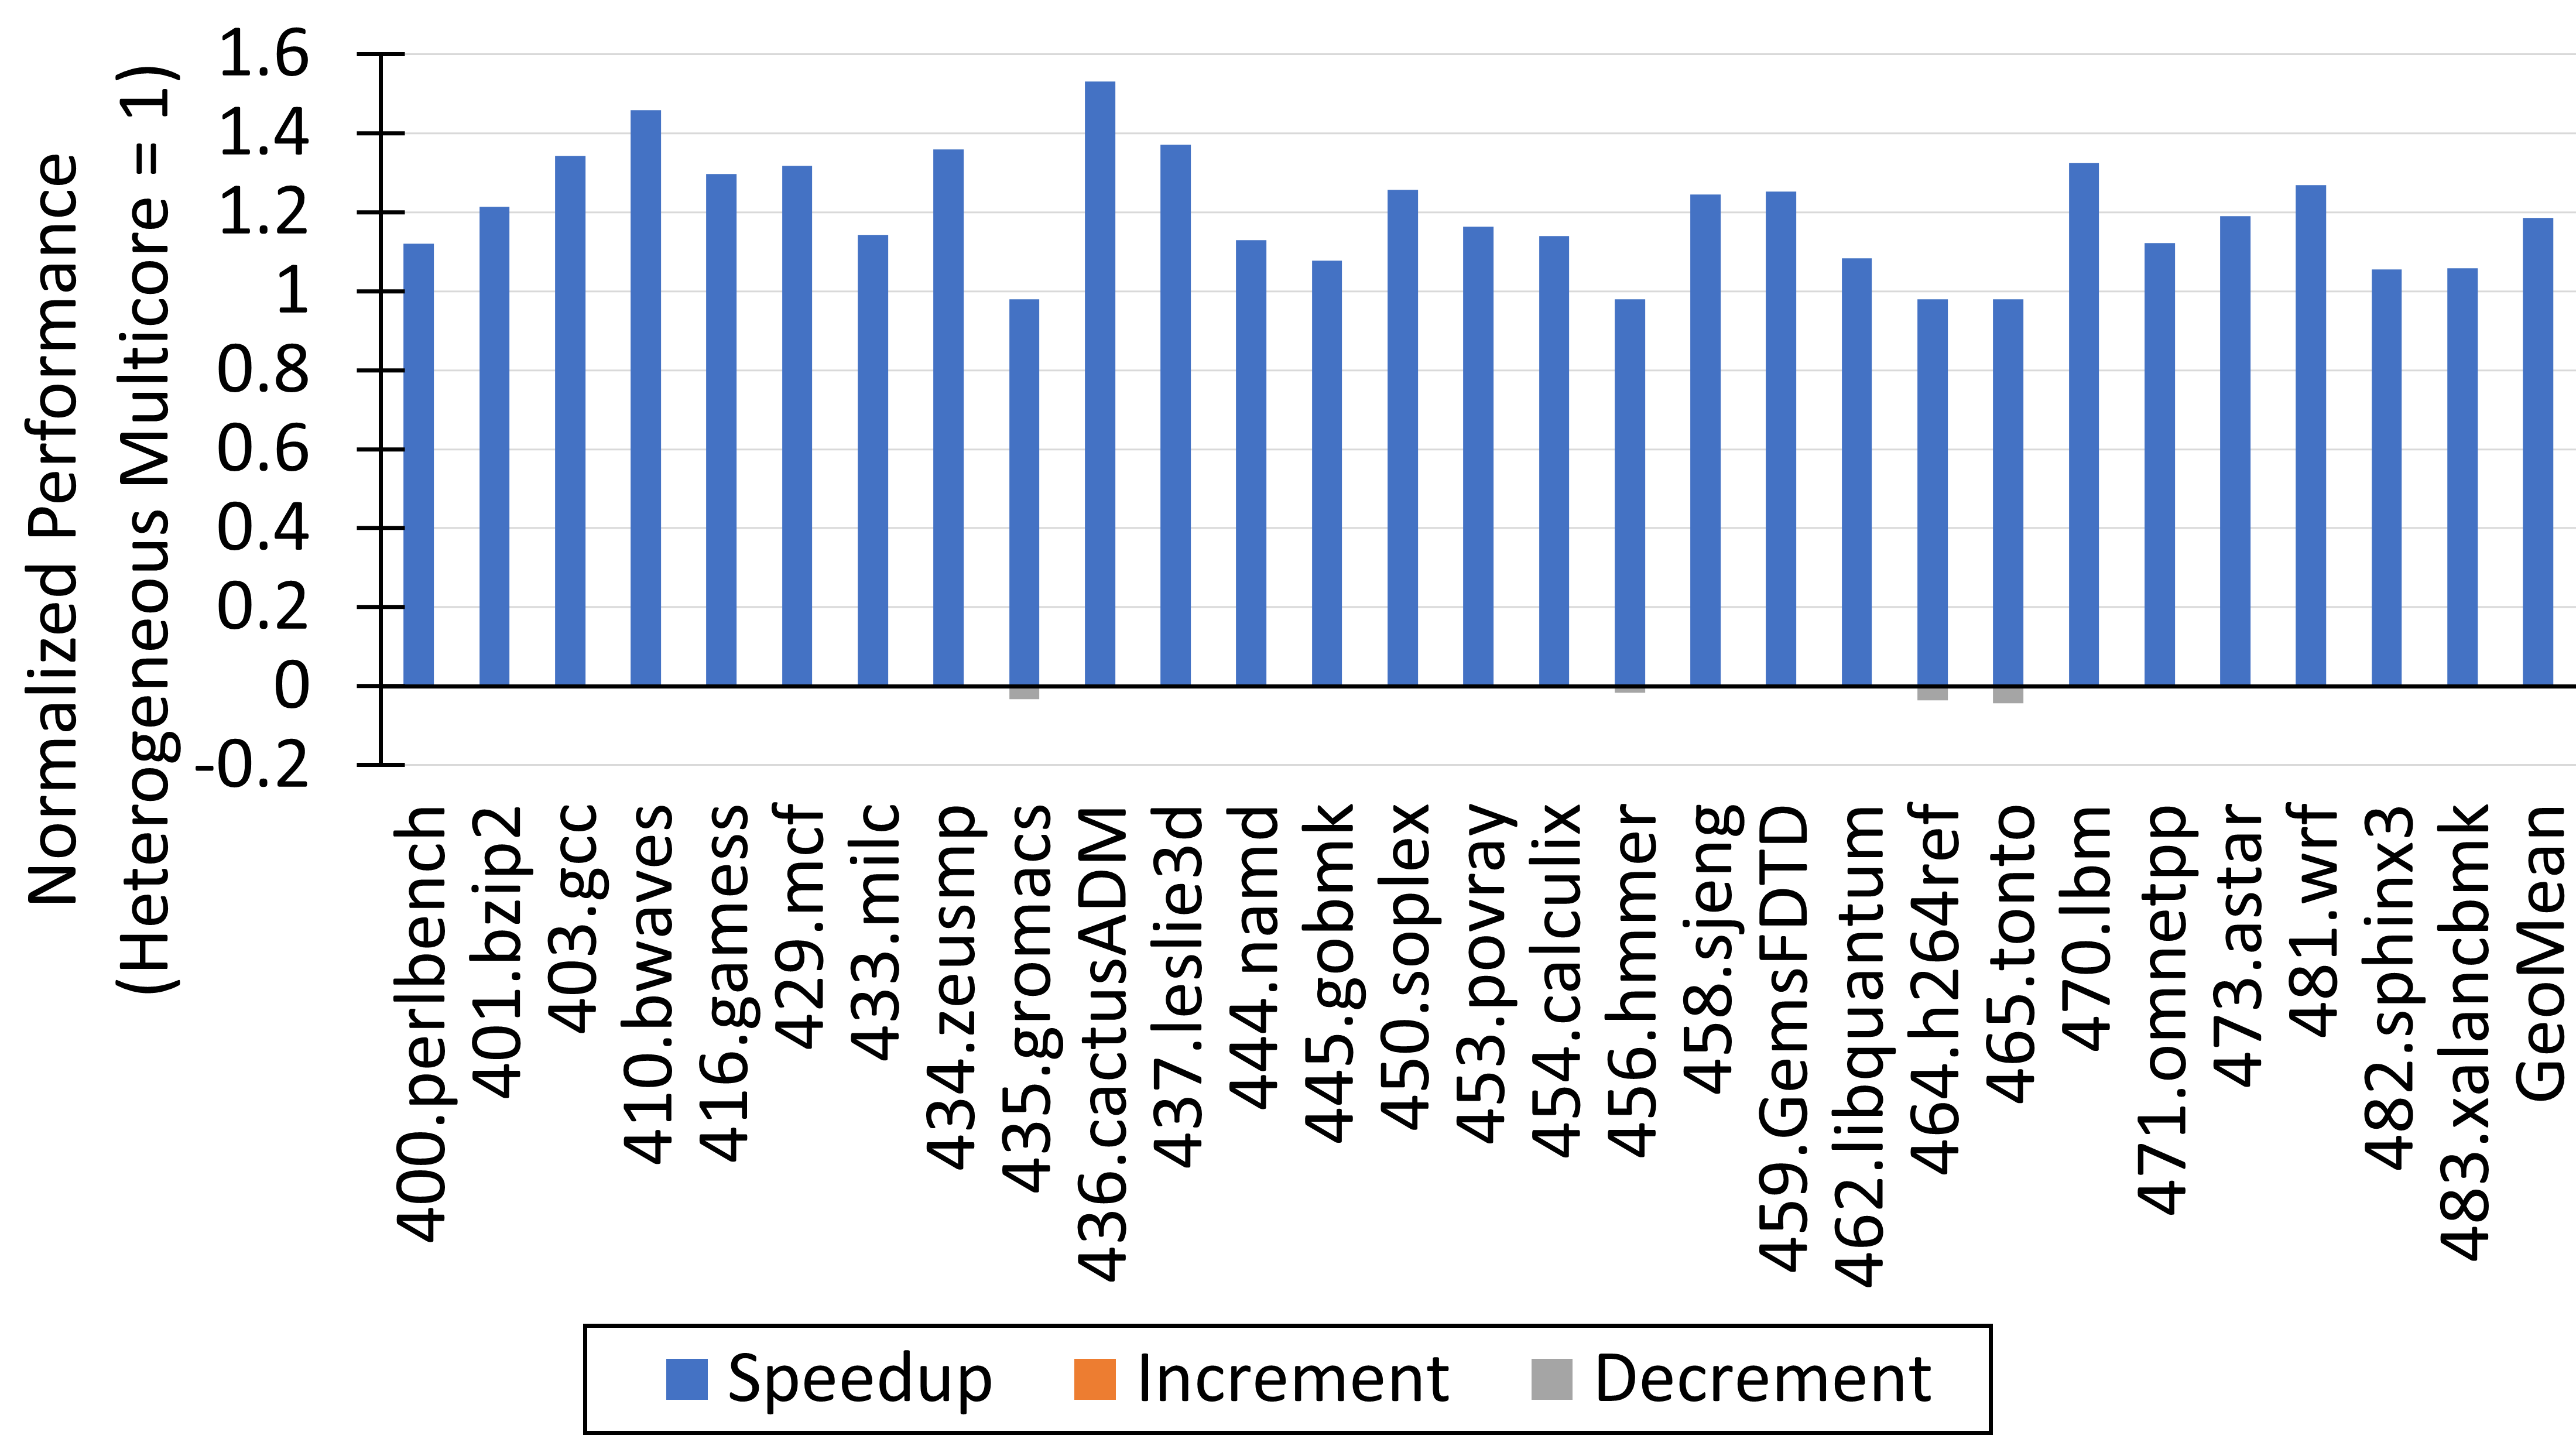 Normalized Performance
(Heterogeneous Multicore = 1)
1.6
1.4
1.2
1
0.8
0.6
0.4
0.2
0
-0.2
400.perlbench
401.bzip2
403.gcc
410.bwaves
416.gamess
429.mcf
433.milc
434.zeusmp
435.gromacs
436.cactusADM
437.leslie3d
444.namd
445.gobmk
450.soplex
453.povray
454.calculix
456.hmmer
458.sjeng
459.GemsFDTD
462.libquantum
464.h264ref
465.tonto
470.lbm
471.omnetpp
473.astar
481.wrf
482.sphinx3
483.xalancbmk
GeoMean
Speedup Increment Decrement